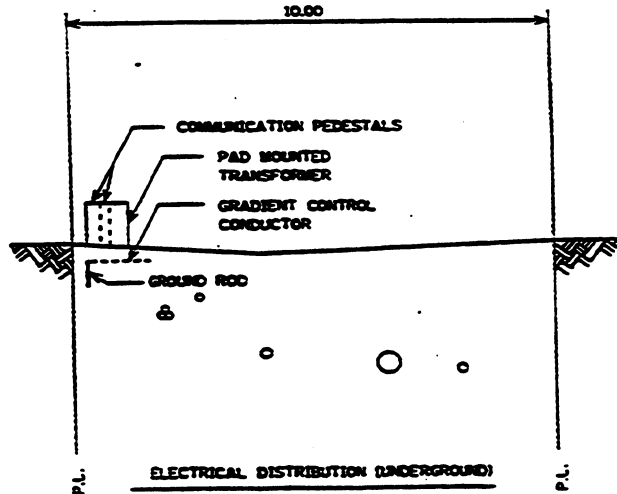 10.00
COMMUNICATION PEDESTALS
PAD MOUNTED
TRANSFORMER
GRADIENT CONTROL
CONDUCTOR
GROUND ROD
P.L.
ELECTRICAL DISTRIBUTION (UNDERGROUND)
P.L.